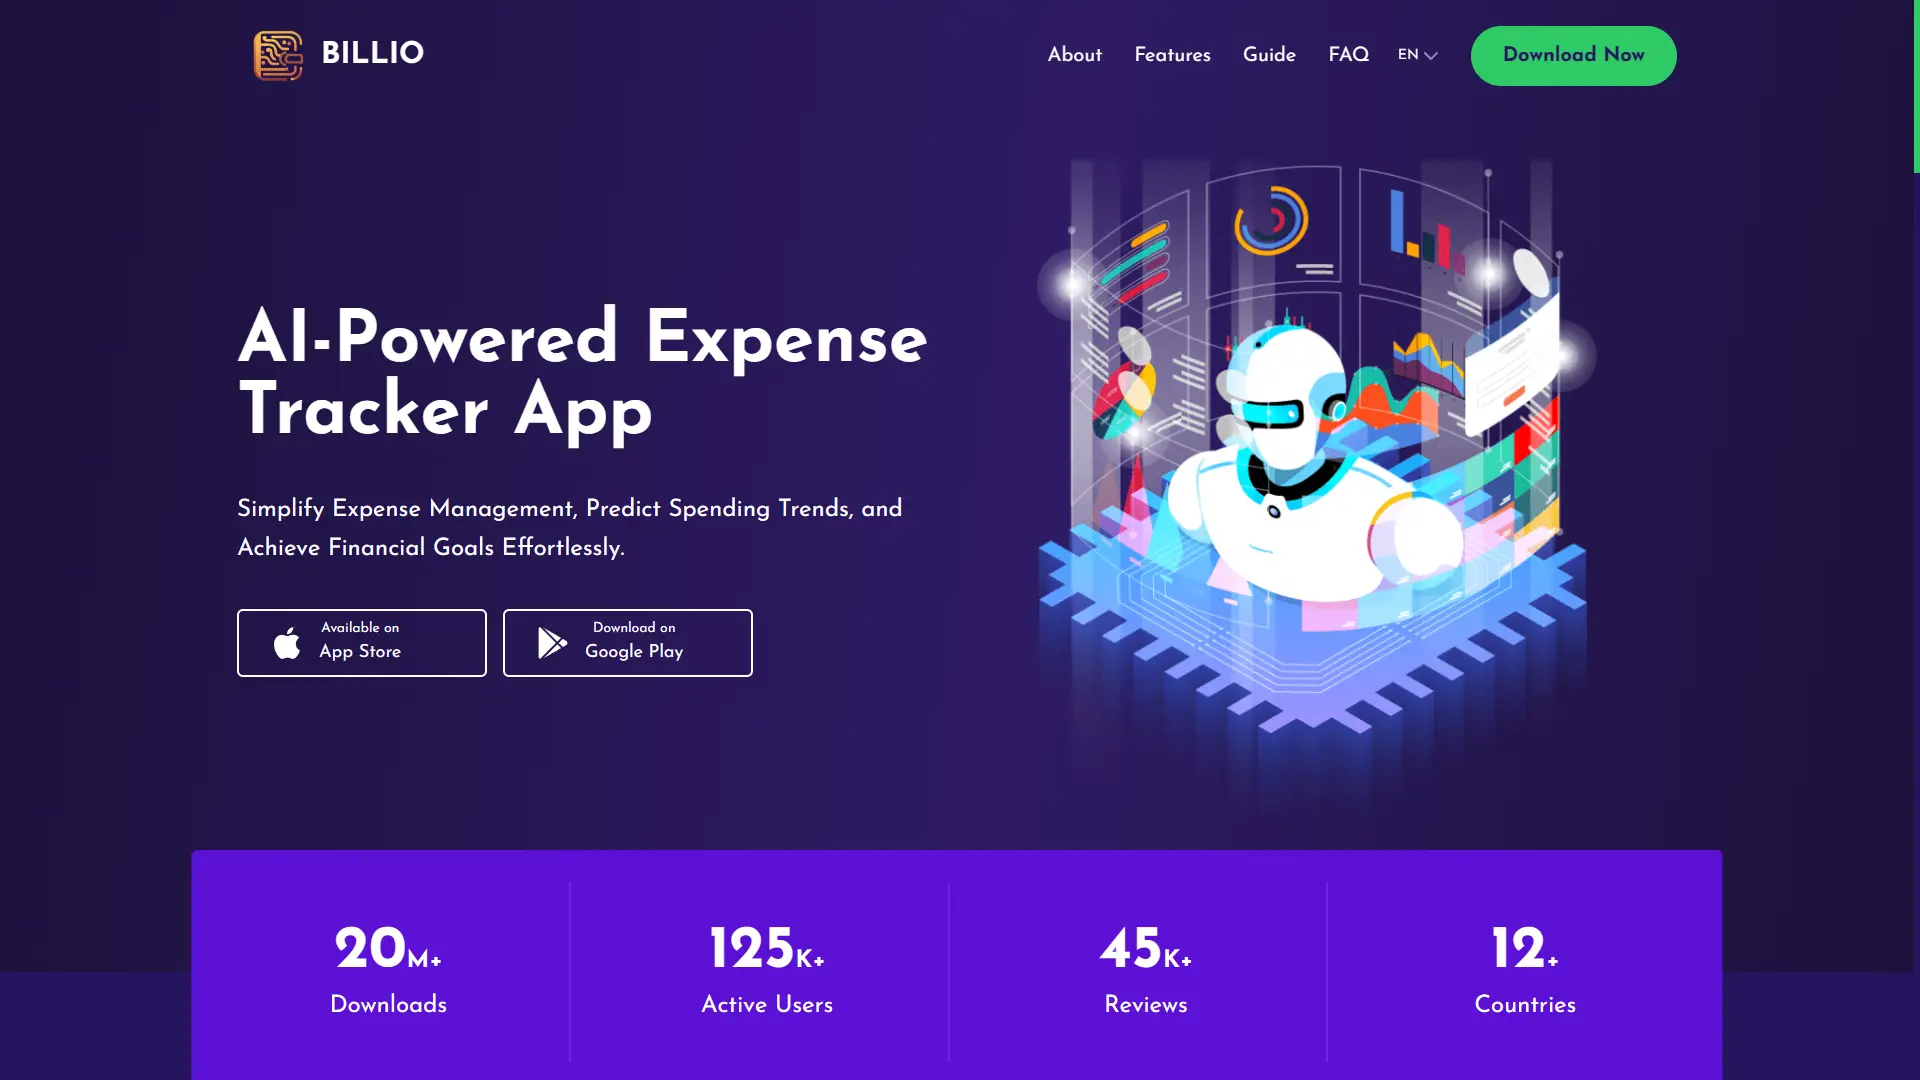 BILLIO
About
Features
Guide
FAQ
EN
Download Now
AI-Powered Expense
Tracker App
Simplify Expense Management, Predict Spending Trends, and
Achieve Financial Goals Effortlessly.
Available on
App Store
Download on
Google Play
20M+
Downloads
125K+
Active Users
45K+
Reviews
12+
Countries